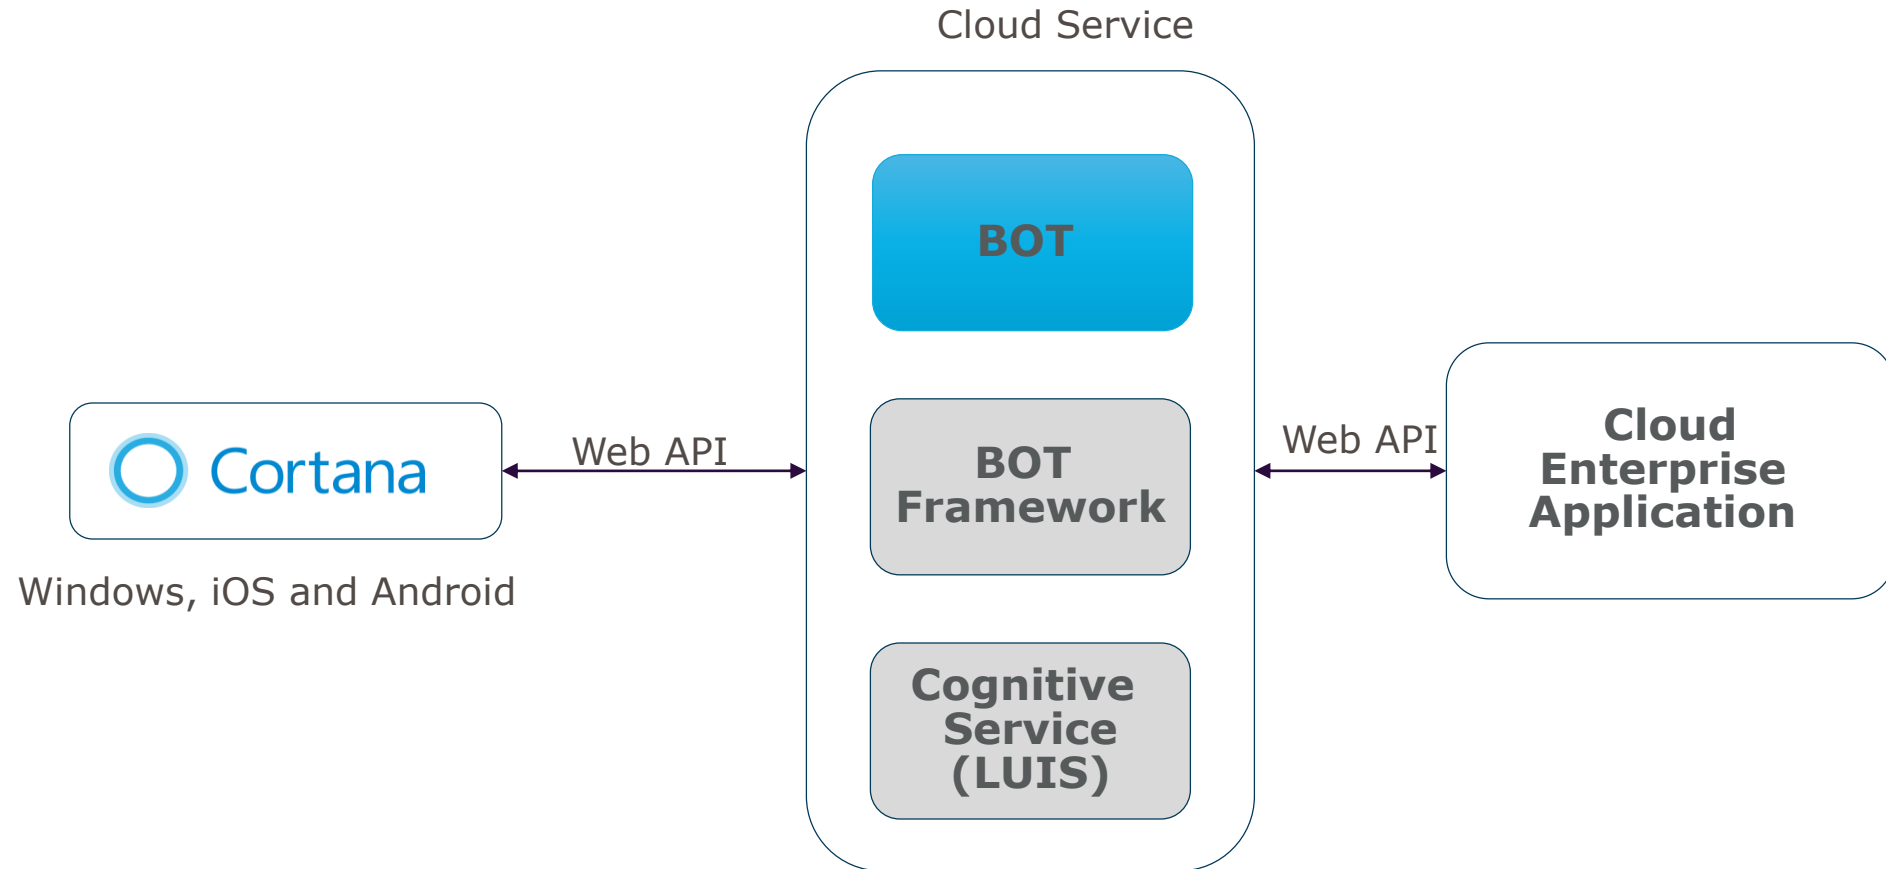 Cloud Service
BOT
Cortana
Windows, iOS and Android
Web API
BOT
Framework
Web API
Cloud
Enterprise
Application
Cognitive
Service
(LUIS)